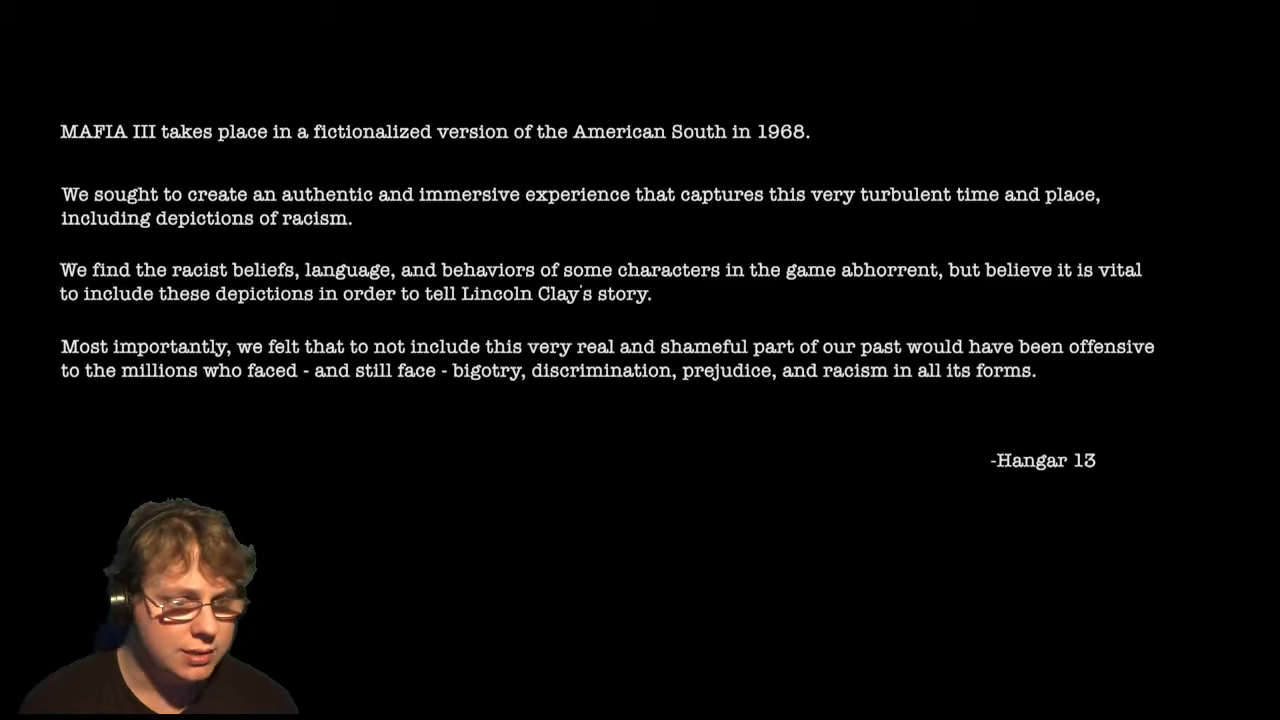 MAFIA III takes place in a fictionalized version of the American South in 1968.
We sought to create an authentic and immersive experience that captures this very turbulent time and place,
including depictions of racism.
We find the racist beliefs, language, and behaviors of some characters in the game abhorrent, but believe it is vital
to include these depictions in order to tell Lincoln Clay's story.
Most importantly, we felt that to not include this very real and shameful part of our past would have been offensive
to the millions who faced - and still face - bigotry, discrimination, prejudice, and racism in all its forms.
-Hangar 13